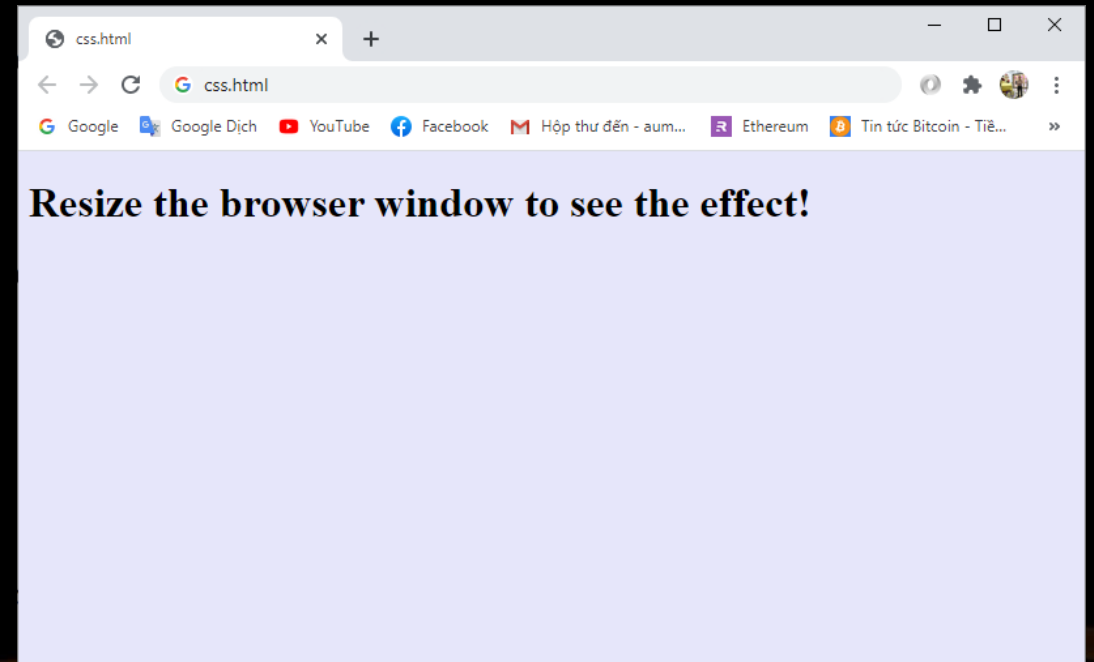 css.html
css.html
Google Google Dịch YouTube Facebook Hộp thư đến - aum... Ethereum Tin tức Bitcoin - Tiề... »
Resize the browser window to see the effect!